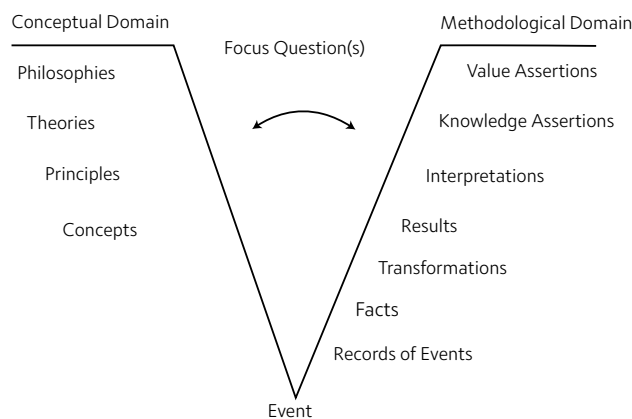 Conceptual Domain
Methodological Domain
Focus Question(s)
Philosophies
Value Assertions
Theories
Knowledge Assertions
Principles
Interpretations
Concepts
Results
Transformations
Facts
Records of Events
Event